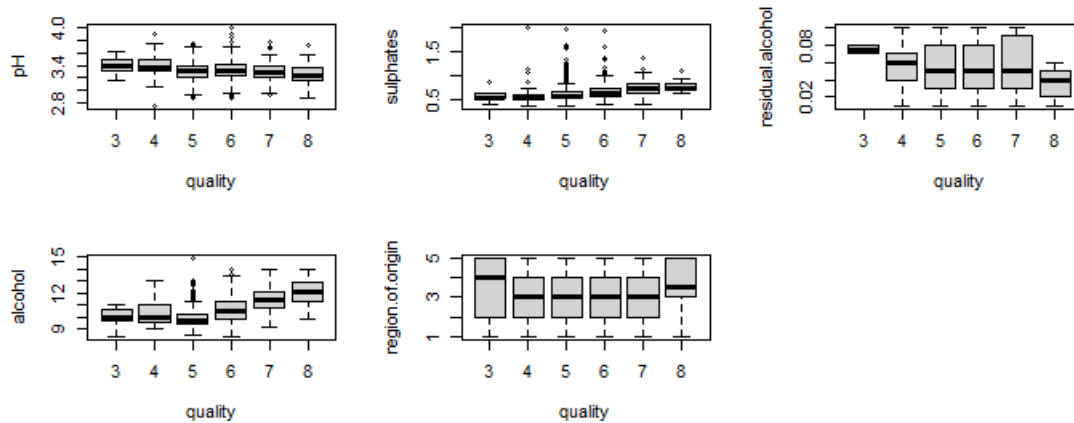 pH
2.8 3.4 4.0
3 4 5 6 7 8
quality
sulphates
0.5 1.5
3 4 5 6 7 8
quality
residual.alcohol
0.02 0.08
3 4 5 6 7 8
quality
alcohol
9 12 15
3 4 5 6 7 8
quality
region.of.origin
1 3 5
3 4 5 6 7 8
quality